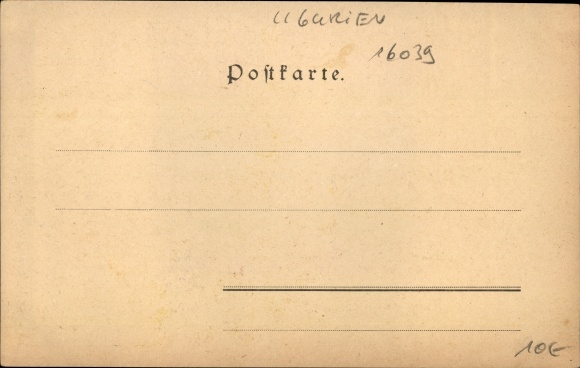 LIGURIEN
16039
Poſtkarte.
10€